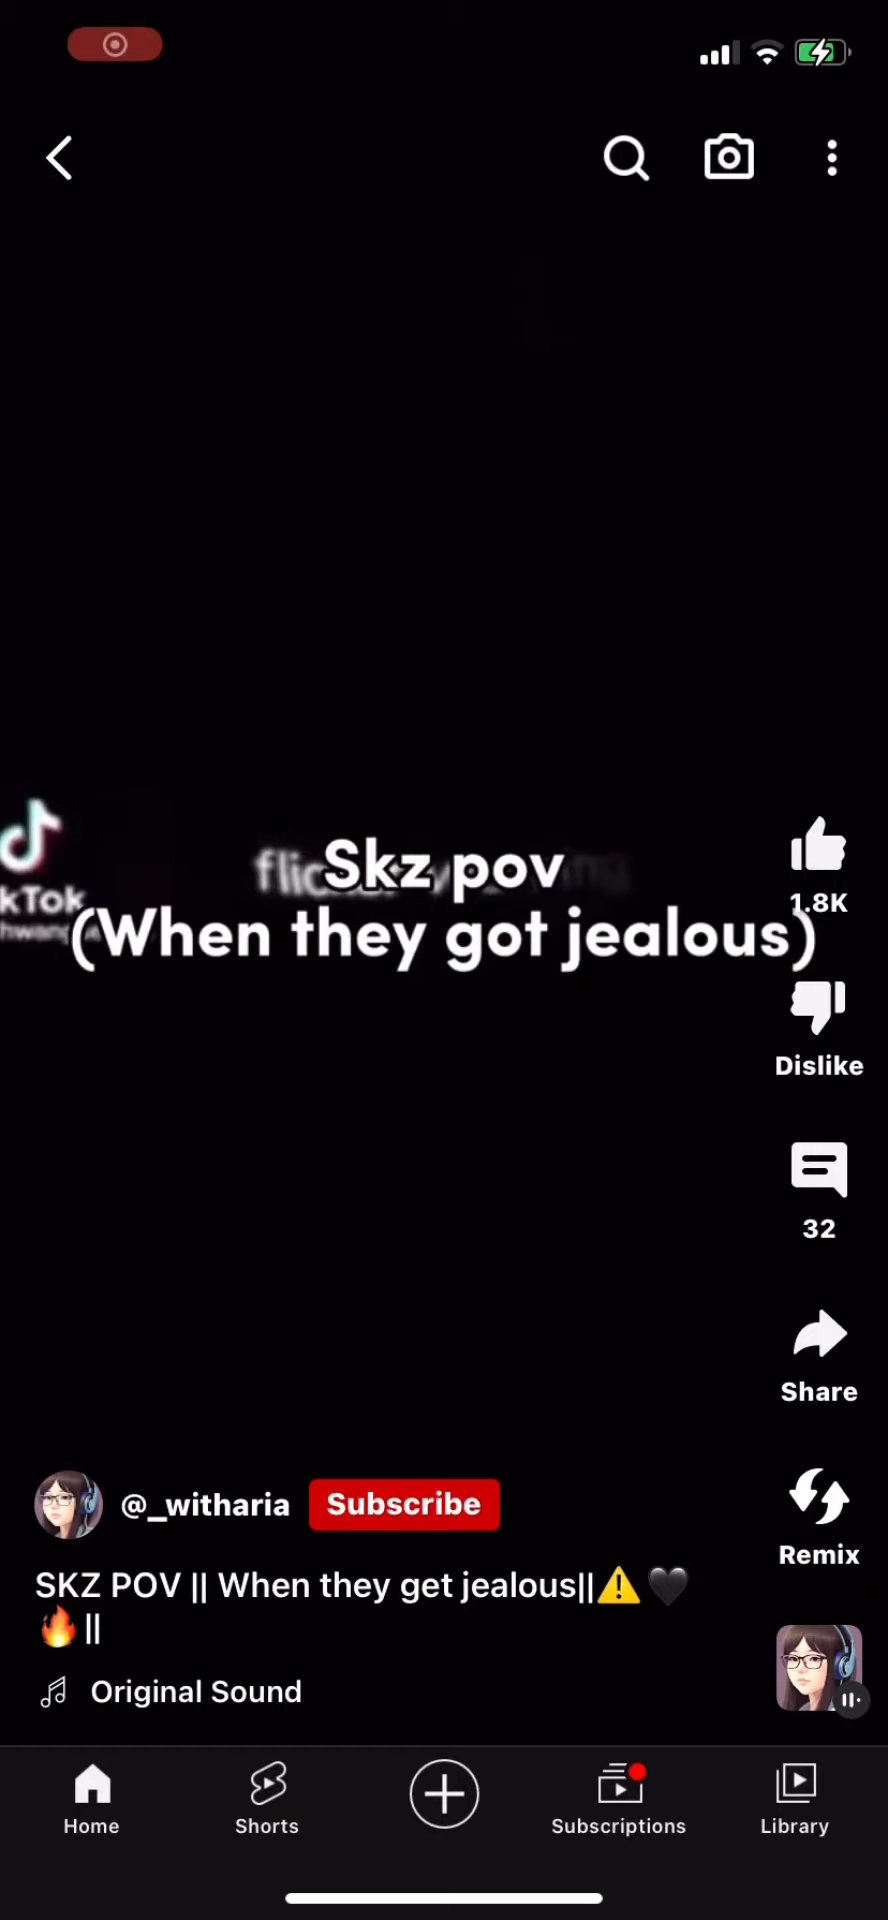 Skz pov
(When they got jealous)
kTok
1.8K
Dislike
32
Share
@_witharia
Subscribe
Remix
SKZ POV || When they get jealous||⚠️🖤
🔥||
Original Sound
Home
Shorts
Subscriptions
Library